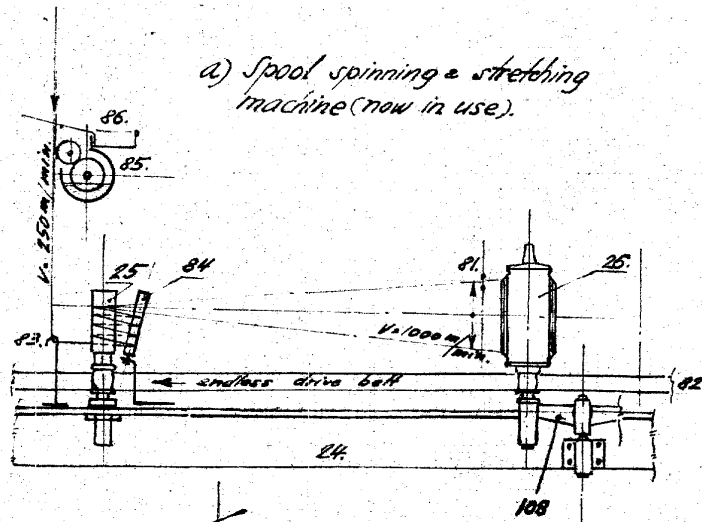 a) Spool spinning & stretching
machine (now in use).
86.
85.
V= 250 m/min.
25
84
81.
26.
83.
V=1000 m/
min.
endless drive belt
82
24.
108